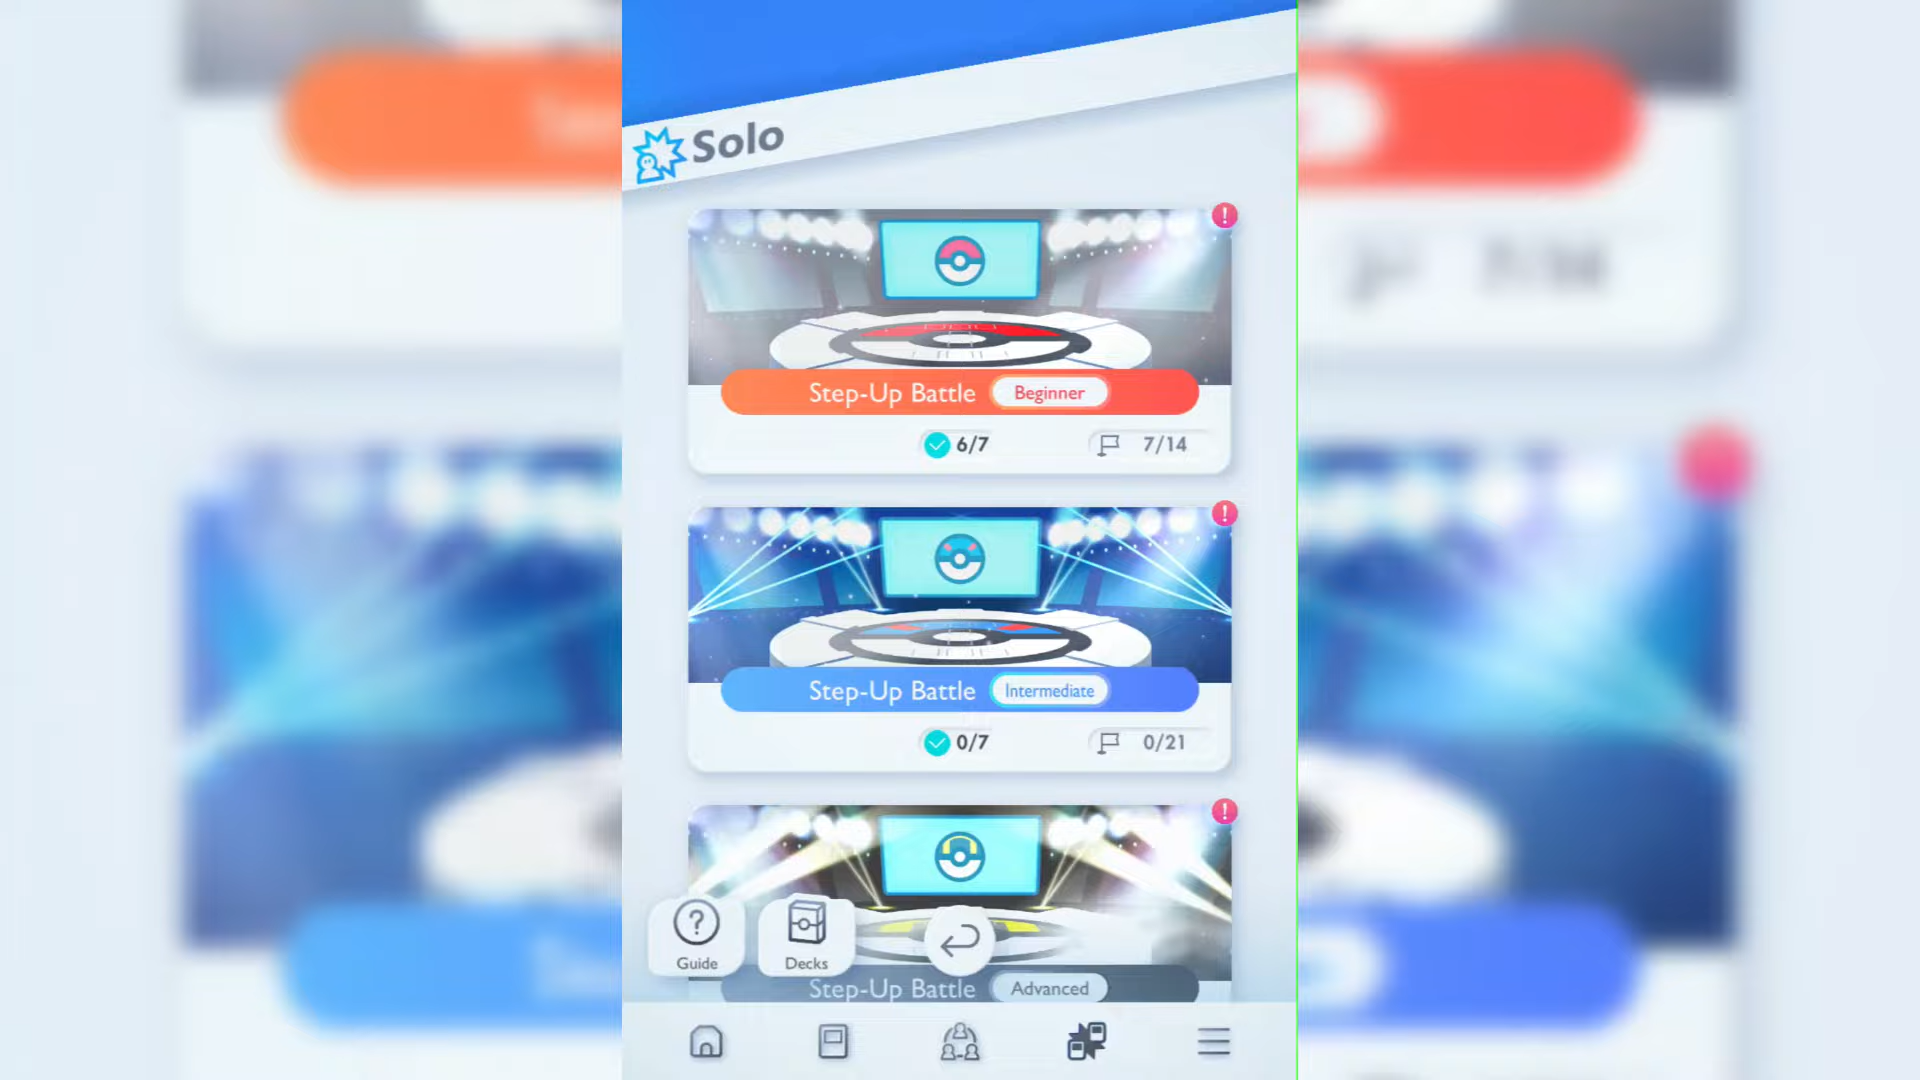 Solo
!
Step-Up Battle Beginner
6/7 7/14
!
Step-Up Battle Intermediate
0/7 0/21
!
? Guide
Decks
Step-Up Battle Advanced